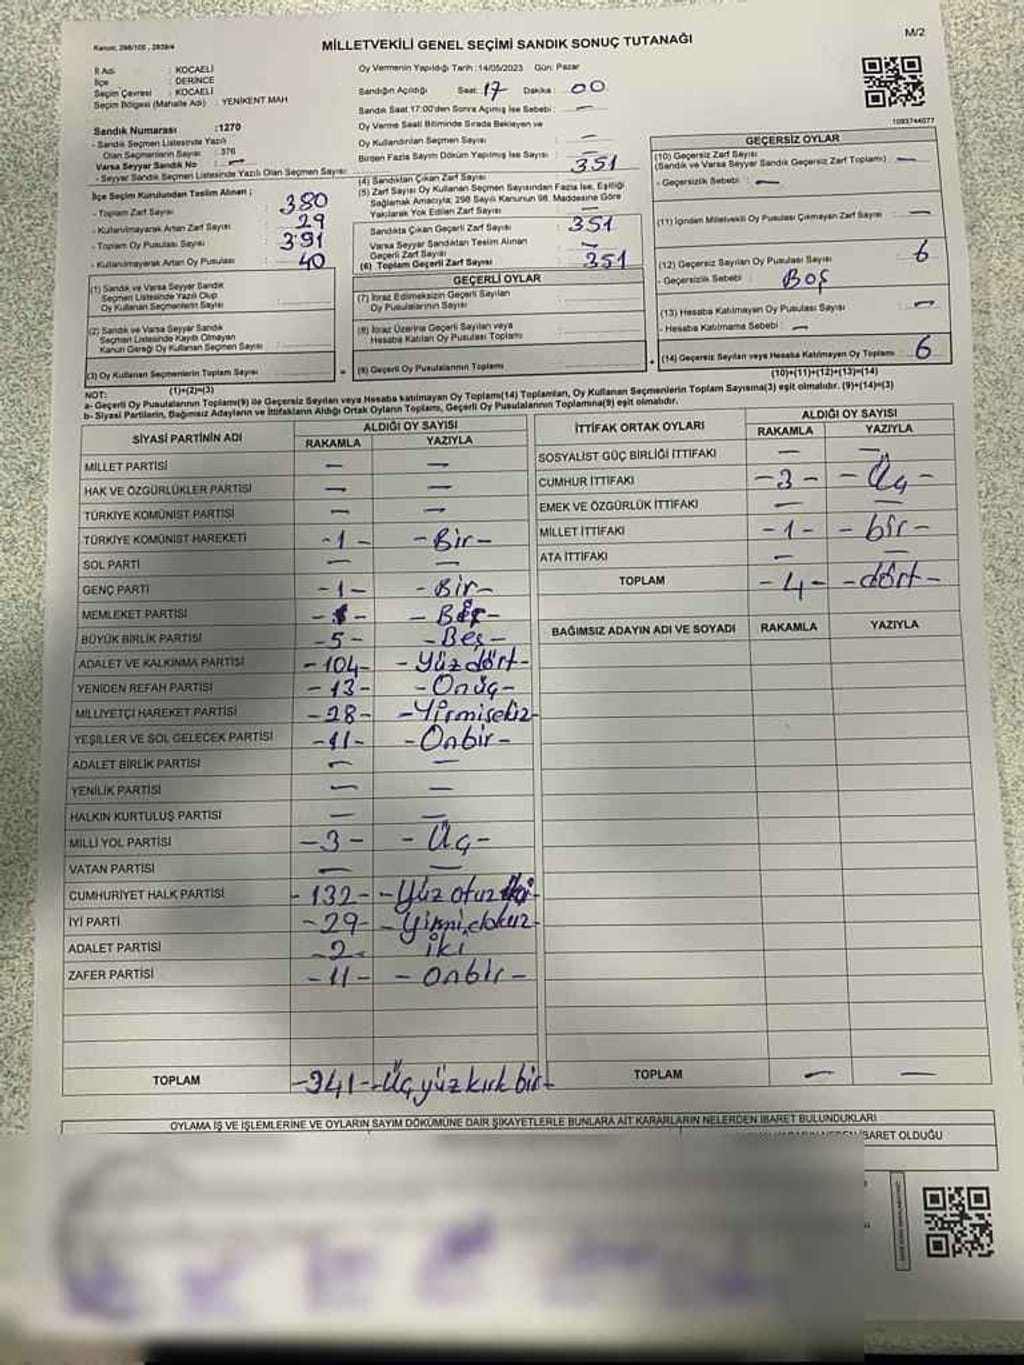 Kanun; 298/105 , 2839/4
M/2
MİLLETVEKİLİ GENEL SEÇİMİ SANDIK SONUÇ TUTANAĞI
İl Adı : KOCAELİ
İlçe : DERİNCE
Seçim Çevresi : KOCAELİ
Seçim Bölgesi (Mahalle Adı) : YENİKENT MAH
Oy Vermenin Yapıldığı Tarih :14/05/2023 Gün: Pazar
Sandığın Açıldığı Saat: 17 Dakika : 00
Sandık Saat 17:00'den Sonra Açılmış İse Sebebi : —
Oy Verme Saati Bitiminde Sırada Bekleyen ve
Oy Kullandırılan Seçmen Sayısı : —
Birden Fazla Sayım Döküm Yapılmış İse Sayısı : —
1093744077
Sandık Numarası :1270
- Sandık Seçmen Listesinde Yazılı
Olan Seçmenlerin Sayısı : 376
Varsa Seyyar Sandık No : —
- Seyyar Sandık Seçmen Listesinde Yazılı Olan Seçmen Sayısı:
İlçe Seçim Kurulundan Teslim Alınan ;
- Toplam Zarf Sayısı : 380
- Kullanılmayarak Artan Zarf Sayısı : 29
- Toplam Oy Pusulası Sayısı : 391
- Kullanılmayarak Artan Oy Pusulası : 40
(4) Sandıktan Çıkan Zarf Sayısı : 351
(5) Zarf Sayısı Oy Kullanan Seçmen Sayısından Fazla İse, Eşitliği
Sağlamak Amacıyla; 298 Sayılı Kanunun 98. Maddesine Göre
Yakılarak Yok Edilen Zarf Sayısı : —
Sandıkta Çıkan Geçerli Zarf Sayısı : 351
Varsa Seyyar Sandıktan Teslim Alınan
Geçerli Zarf Sayısı : —
(6) Toplam Geçerli Zarf Sayısı : 351
GEÇERSİZ OYLAR
(10) Geçersiz Zarf Sayısı
(Sandık ve Varsa Seyyar Sandık Geçersiz Zarf Toplamı) : —
- Geçersizlik Sebebi : —
(11) İçinden Milletvekili Oy Pusulası Çıkmayan Zarf Sayısı : —
(12) Geçersiz Sayılan Oy Pusulası Sayısı : 6
- Geçersizlik Sebebi : Boş
(13) Hesaba Katılmayan Oy Pusulası Sayısı : —
- Hesaba Katılmama Sebebi : —
(14) Geçersiz Sayılan veya Hesaba Katılmayan Oy Toplamı : 6
(10)+(11)+(12)+(13)=(14)
(1) Sandık ve Varsa Seyyar Sandık
Seçmen Listesinde Yazılı Olup
Oy Kullanan Seçmenlerin Sayısı :
(2) Sandık ve Varsa Seyyar Sandık
Seçmen Listesinde Kayıtlı Olmayan
Kanun Gereği Oy Kullanan Seçmen Sayısı :
(3) Oy Kullanan Seçmenlerin Toplam Sayısı :
(1)+(2)=(3)
GEÇERLİ OYLAR
(7) İtiraz Edilmeksizin Geçerli Sayılan
Oy Pusulalarının Sayısı :
(8) İtiraz Üzerine Geçerli Sayılan veya
Hesaba Katılan Oy Pusulası Toplamı :
(9) Geçerli Oy Pusulalarının Toplamı :
NOT:
a- Geçerli Oy Pusulalarının Toplamı(9) ile Geçersiz Sayılan veya Hesaba katılmayan Oy Toplamı(14) Toplamları, Oy Kullanan Seçmenlerin Toplam Sayısına(3) eşit olmalıdır. (9)+(14)=(3)
b- Siyasi Partilerin, Bağımsız Adayların ve İttifakların Aldığı Ortak Oyların Toplamı, Geçerli Oy Pusulalarının Toplamına(9) eşit olmalıdır.
SİYASİ PARTİNİN ADI ALDIĞI OY SAYISI
RAKAMLA YAZIYLA
MİLLET PARTİSİ — —
HAK VE ÖZGÜRLÜKLER PARTİSİ — —
TÜRKİYE KOMÜNİST PARTİSİ — —
TÜRKİYE KOMÜNİST HAREKETİ -1- -Bir-
SOL PARTİ — —
GENÇ PARTİ -1- -Bir-
MEMLEKET PARTİSİ
BÜYÜK BİRLİK PARTİSİ -5- -Beş-
ADALET VE KALKINMA PARTİSİ -104- -Yüzdört-
YENİDEN REFAH PARTİSİ -13- -Onüç-
MİLLİYETÇİ HAREKET PARTİSİ -28- -Yirmisekiz-
YEŞİLLER VE SOL GELECEK PARTİSİ -11- -Onbir-
ADALET BİRLİK PARTİSİ — —
YENİLİK PARTİSİ — —
HALKIN KURTULUŞ PARTİSİ — —
MİLLİ YOL PARTİSİ -3- -Üç-
VATAN PARTİSİ — —
CUMHURİYET HALK PARTİSİ -132- -Yüz otuz iki-
İYİ PARTİ -29- -Yirmi dokuz-
ADALET PARTİSİ -2- iki
ZAFER PARTİSİ -11- -onbir-
TOPLAM -341- -Üç yüz kırk bir-
İTTİFAK ORTAK OYLARI ALDIĞI OY SAYISI
RAKAMLA YAZIYLA
SOSYALİST GÜÇ BİRLİĞİ İTTİFAKI — —
CUMHUR İTTİFAKI -3- -Üç-
EMEK VE ÖZGÜRLÜK İTTİFAKI — —
MİLLET İTTİFAKI -1- -bir-
ATA İTTİFAKI — —
TOPLAM -4- -dört-
BAĞIMSIZ ADAYIN ADI VE SOYADI RAKAMLA YAZIYLA
TOPLAM — —
OYLAMA İŞ VE İŞLEMLERİNE VE OYLARIN SAYIM DÖKÜMÜNE DAİR ŞİKAYETLERLE BUNLARA AİT KARARLARIN NELERDEN İBARET BULUNDUKLARI
İBARET OLDUĞU